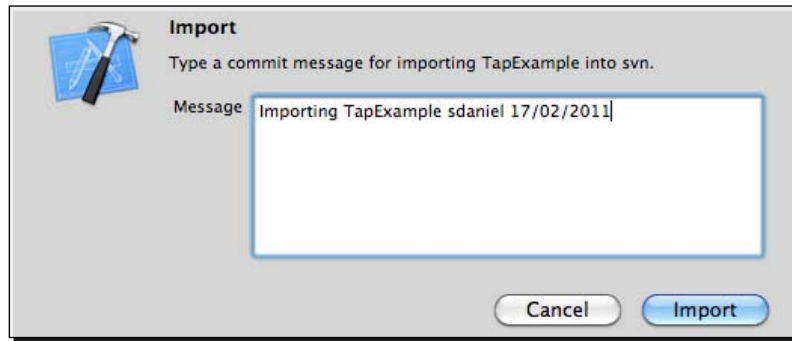 Import
Type a commit message for importing TapExample into svn.
Message
Importing TapExample sdaniel 17/02/2011
Cancel
Import